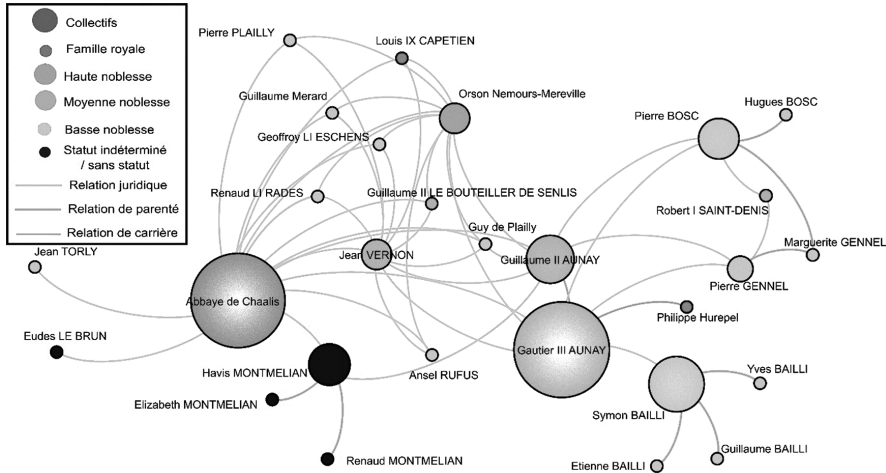 Collectifs
Famille royale
Haute noblesse
Moyenne noblesse
Basse noblesse
Statut indéterminé
/ sans statut
Relation juridique
Relation de parenté
Relation de carrière
Pierre PLAILLY
Louis IX CAPETIEN
Guillaume Merard
Orson Nemours-Mereville
Geoffroy LI ESCHENS
Pierre BOSC
Hugues BOSC
Renaud LI RADES
Guillaume II LE BOUTEILLER DE SENLIS
Robert I SAINT-DENIS
Guy de Plailly
Marguerite GENNEL
Jean TORLY
Jean VERNON
Guillaume II AUNAY
Pierre GENNEL
Abbaye de Chaalis
Philippe Hurepel
Eudes LE BRUN
Gautier III AUNAY
Havis MONTMELIAN
Ansel RUFUS
Yves BAILLI
Elizabeth MONTMELIAN
Symon BAILLI
Renaud MONTMELIAN
Guillaume BAILLI
Etienne BAILLI